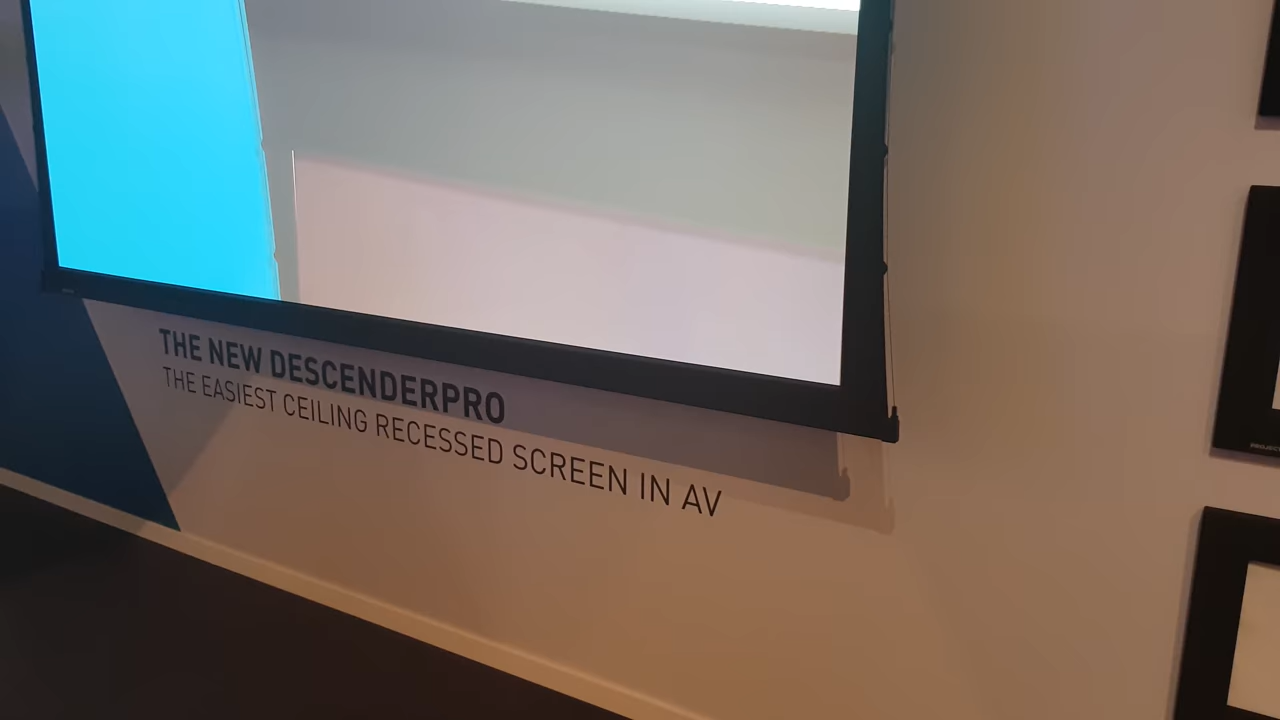 THE NEW DESCENDERPRO
THE EASIEST CEILING RECESSED SCREEN IN AV